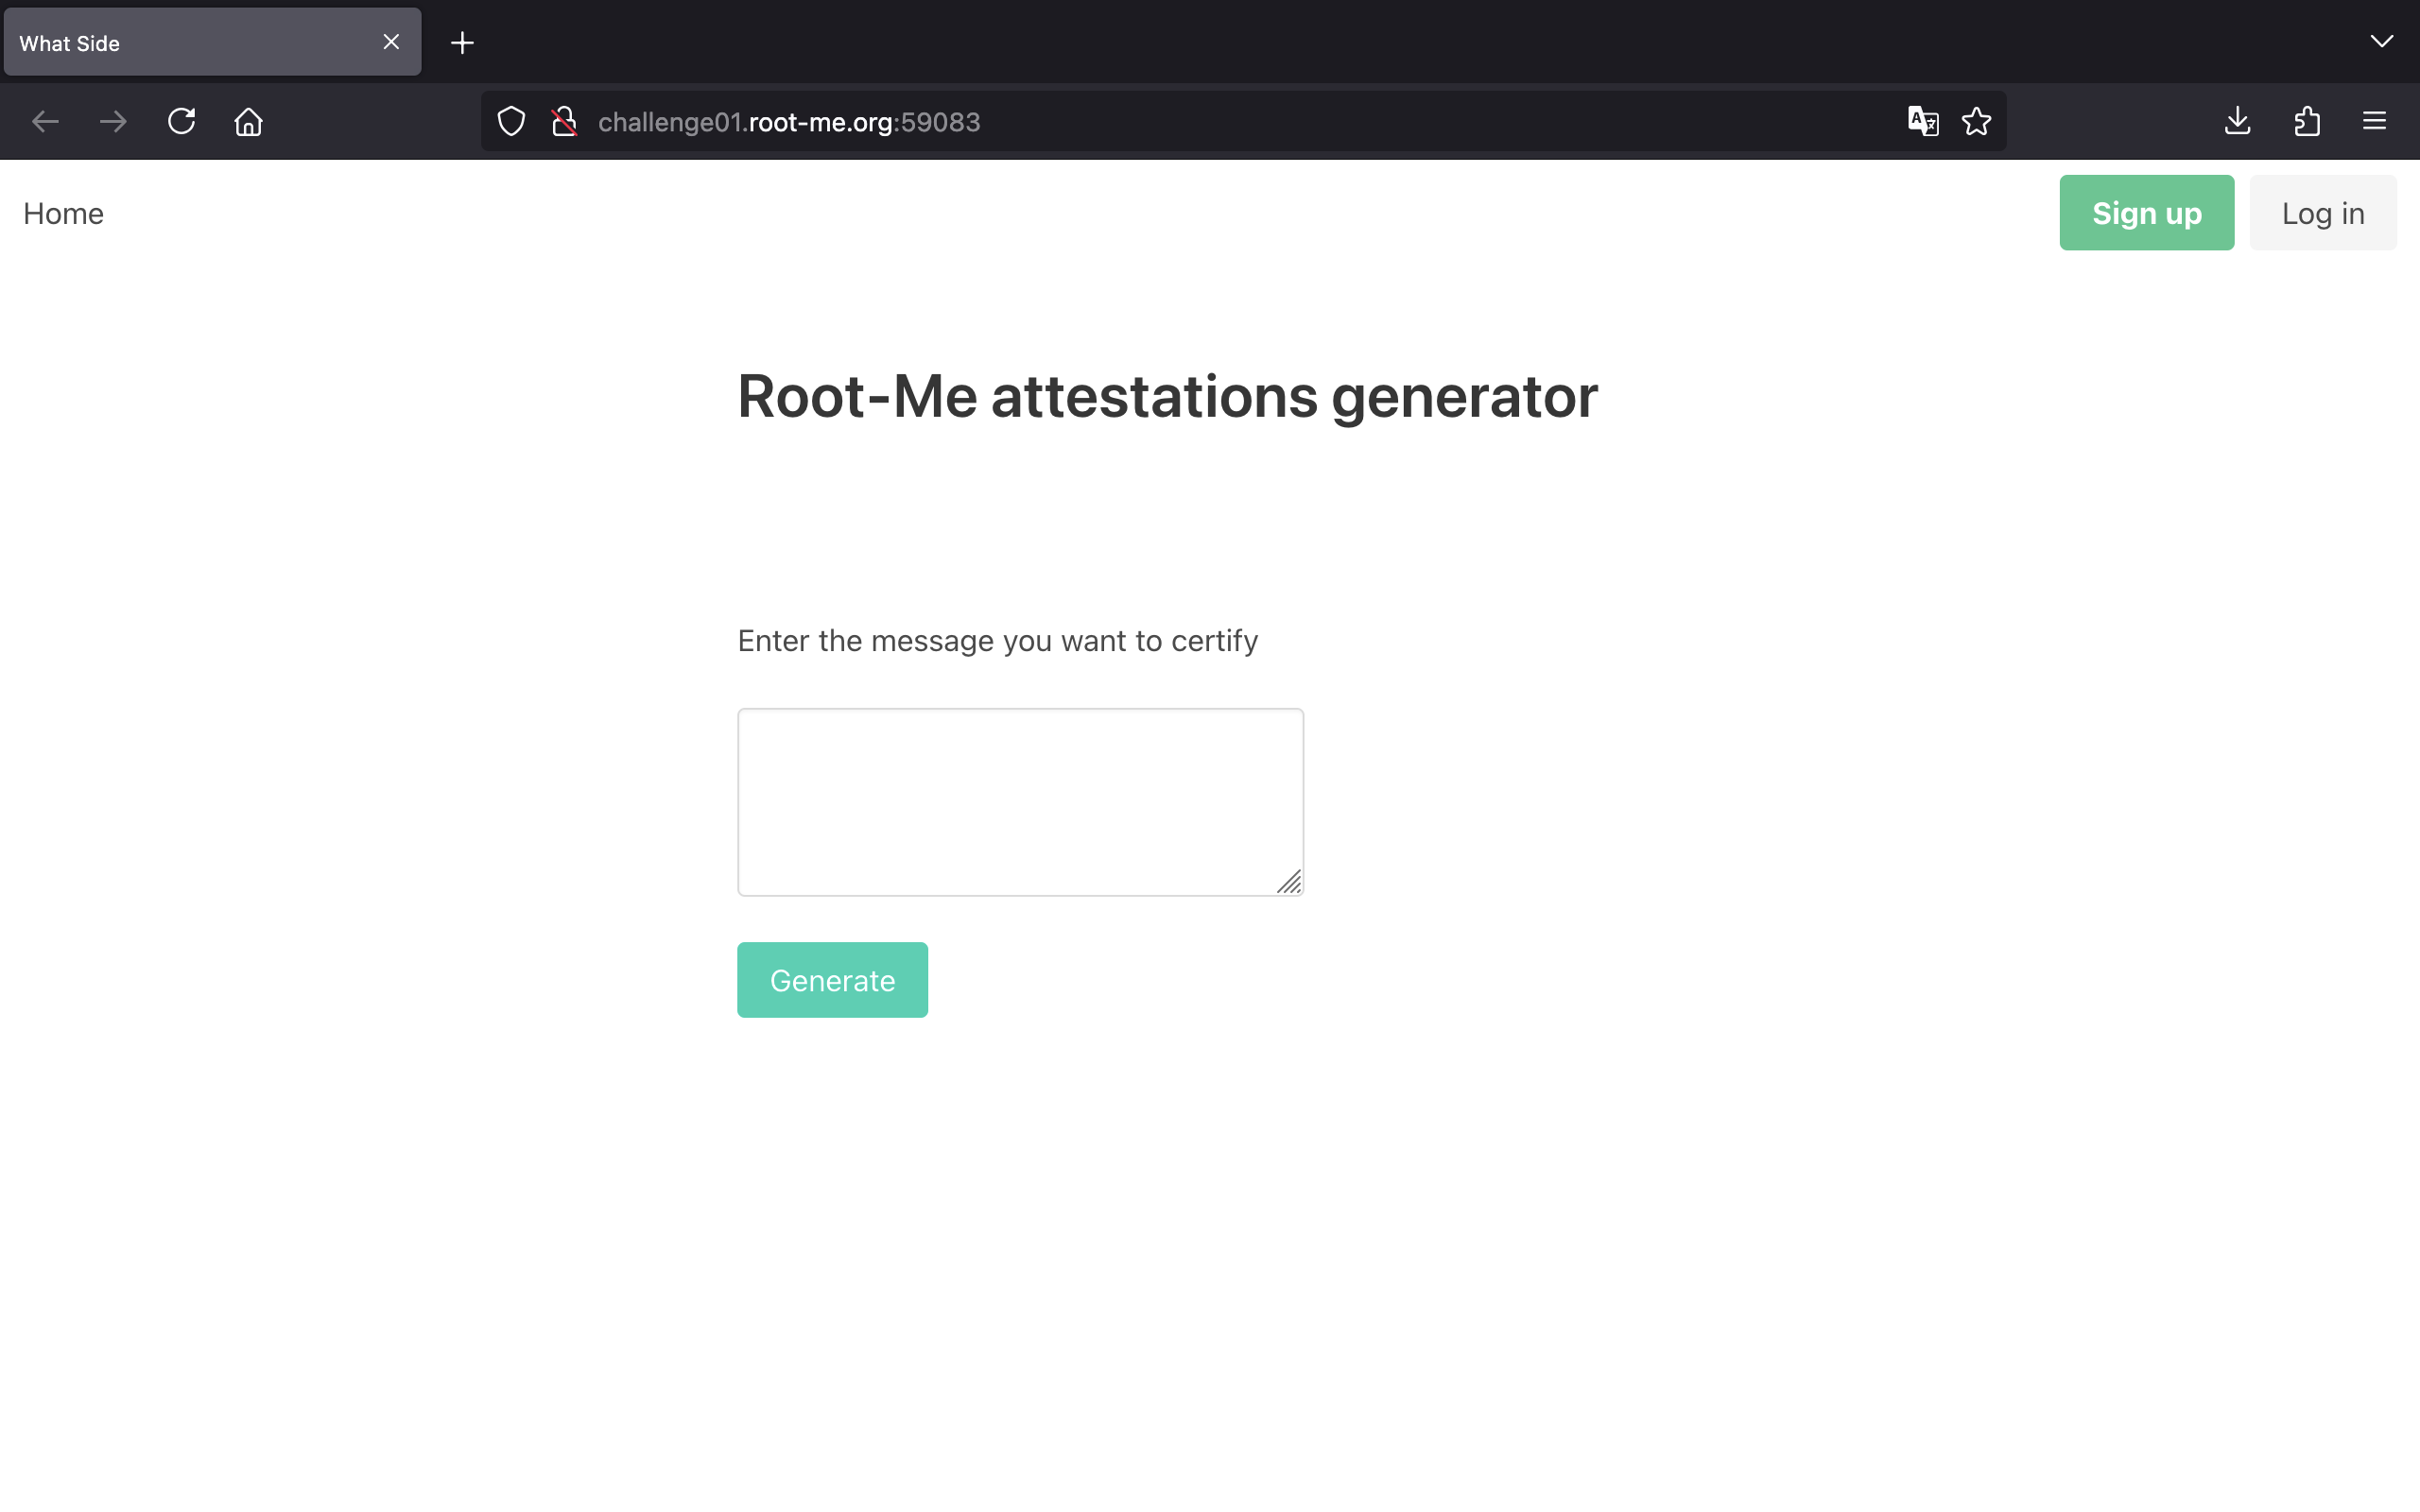 What Side
challenge01.root-me.org:59083
Home
Sign up
Log in
Root-Me attestations generator
Enter the message you want to certify
Generate